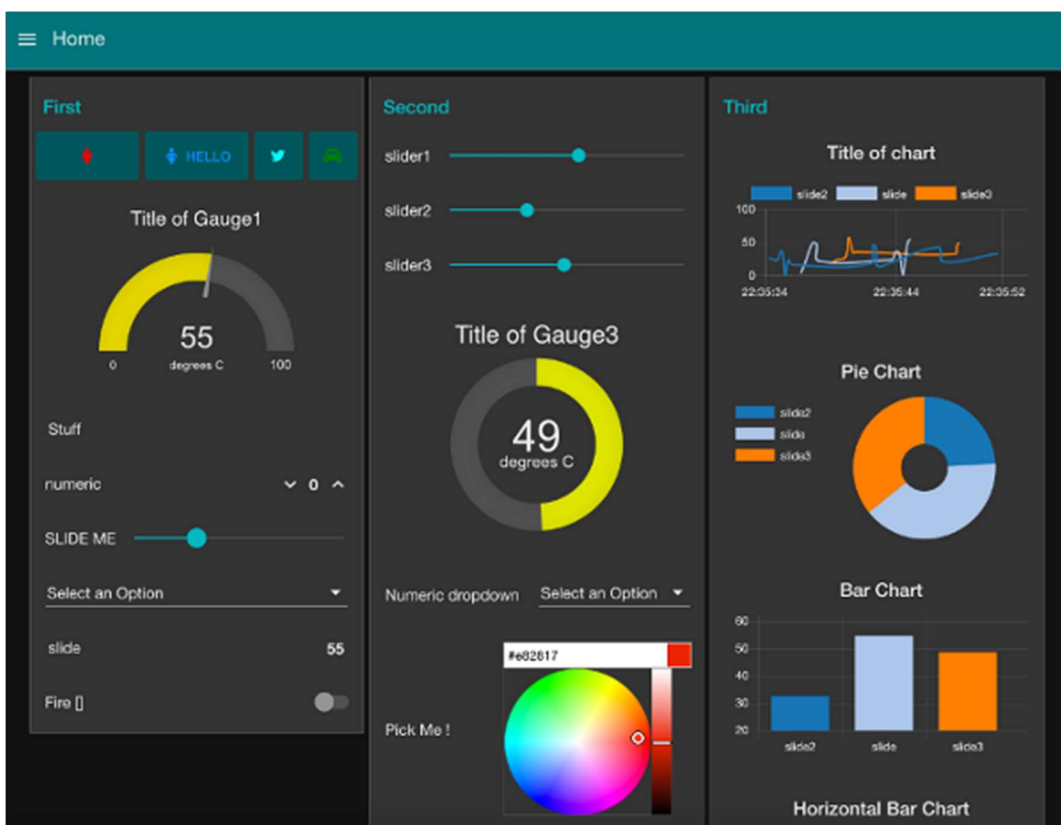 Home
First
HELLO
Title of Gauge1
55
degrees C
0
100
Stuff
numeric
0
SLIDE ME
Select an Option
slide
55
Fire []
Second
slider1
slider2
slider3
Title of Gauge3
49
degrees C
Numeric dropdown
Select an Option
#e82817
Pick Me !
Third
Title of chart
slide2 slide slide3
100
50
0
22:35:34 22:35:44 22:35:52
Pie Chart
slide2
slide
slide3
Bar Chart
60
50
40
30
20
slide2 slide slide3
Horizontal Bar Chart